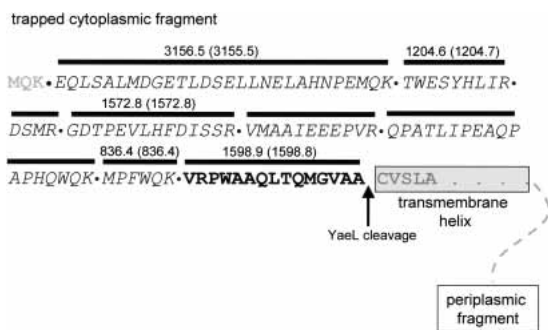 trapped cytoplasmic fragment
3156.5 (3155.5) 1204.6 (1204.7)
MQK•EQLSALMDGETLDSELLNELAHNPEMQK•TWESYHLIR•
1572.8 (1572.8)
DSMR•GDTPEVLHFDISSR•VMAAIEEEPVR•QPATLIPEAQP
836.4 (836.4) 1598.9 (1598.8)
APHQWQK•MPFWQK•VRPWAAQLTQMGVAA CVSLA . . . .
transmembrane
helix
YaeL cleavage
periplasmic
fragment